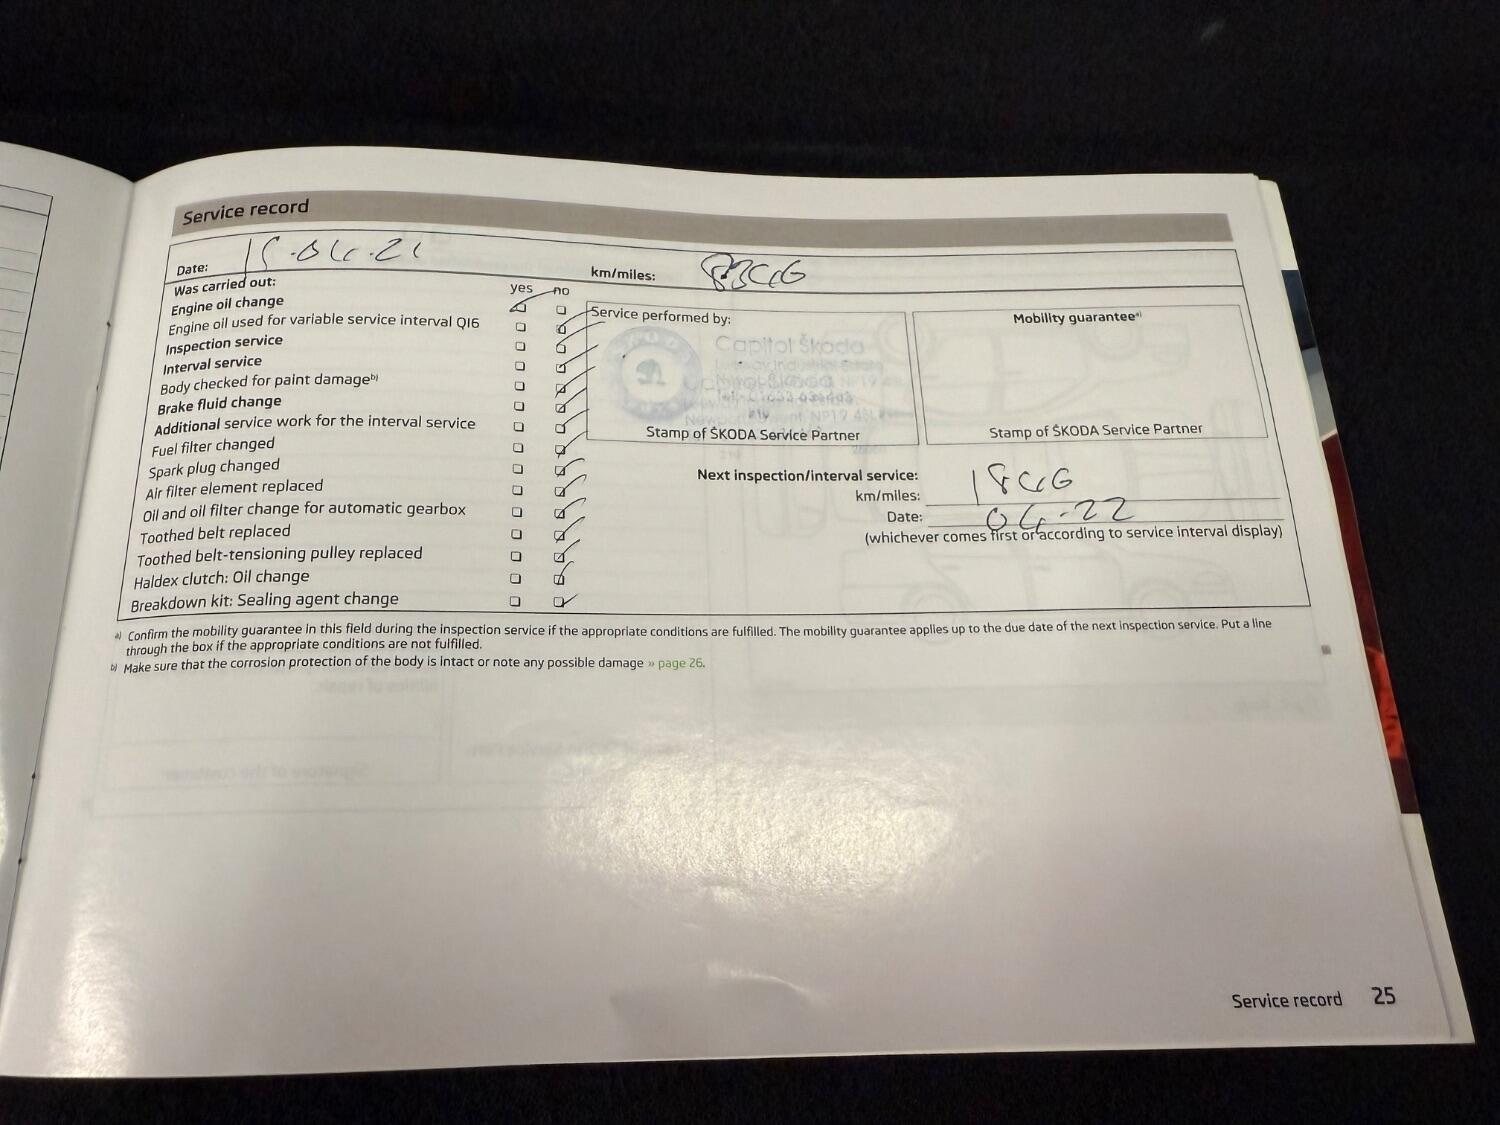 Service record
Date: 15.04.21 km/miles: 8346
Was carried out: yes no
Engine oil change
Engine oil used for variable service interval QI6
Inspection service
Interval service
Body checked for paint damage b)
Brake fluid change
Additional service work for the interval service
Fuel filter changed
Spark plug changed
Air filter element replaced
Oil and oil filter change for automatic gearbox
Toothed belt replaced
Toothed belt-tensioning pulley replaced
Haldex clutch: Oil change
Breakdown kit: Sealing agent change
Service performed by:
Capitol Škoda
Stamp of ŠKODA Service Partner
Mobility guarantee a)
Stamp of ŠKODA Service Partner
Next inspection/interval service:
km/miles: 18346
Date: 04.22
(whichever comes first or according to service interval display)
a) Confirm the mobility guarantee in this field during the inspection service if the appropriate conditions are fulfilled. The mobility guarantee applies up to the due date of the next inspection service. Put a line
through the box if the appropriate conditions are not fulfilled.
b) Make sure that the corrosion protection of the body is intact or note any possible damage » page 26.
Service record 25